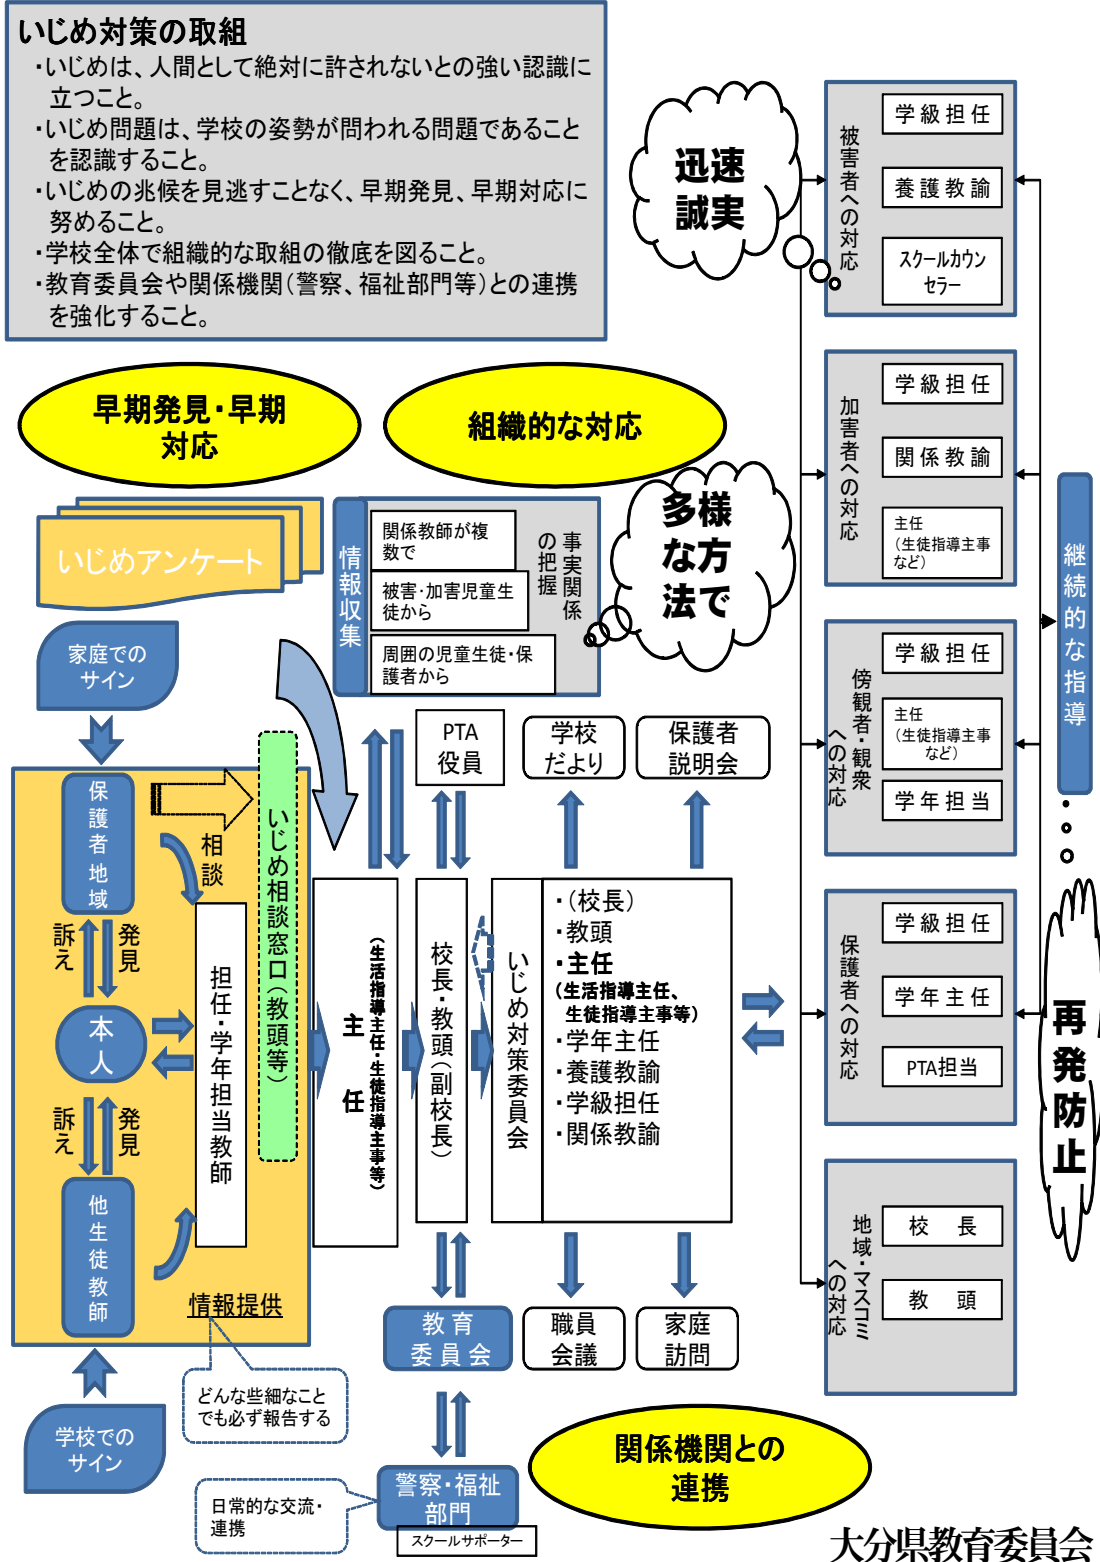 いじめ対策の取組
・いじめは、人間として絶対に許されないとの強い認識に
立つこと。
・いじめ問題は、学校の姿勢が問われる問題であること
を認識すること。
・いじめの兆候を見逃すことなく、早期発見、早期対応に
努めること。
・学校全体で組織的な取組の徹底を図ること。
・教育委員会や関係機関（警察、福祉部門等）との連携
を強化すること。
迅速
誠実
被害者への対応
学級担任
養護教諭
スクールカウン
セラー
早期発見・早期
対応
組織的な対応
加害者への対応
学級担任
関係教諭
主任
（生徒指導主事
など）
いじめアンケート
情報収集
関係教師が複
数で
被害・加害児童生
徒から
周囲の児童生徒・保
護者から
事実関係
の把握
多様
な方
法で
継続的な指導
家庭での
サイン
傍観者・観衆
への対応
学級担任
主任
（生徒指導主事
など）
学年担当
PTA
役員
学校
だより
保護者
説明会
保護者 地域
相談
いじめ相談窓口（教頭等）
訴え
発見
本人
訴え
発見
他生徒教師
担任・学年担当教師
主任
（生活指導主任・生徒指導主事等）
校長・教頭（副校長）
いじめ対策委員会
・（校長）
・教頭
・主任
（生活指導主任、
生徒指導主事等）
・学年主任
・養護教諭
・学級担任
・関係教諭
保護者への対応
学級担任
学年主任
PTA担当
再発防止
地域・マスコミ
への対応
校長
教頭
情報提供
どんな些細なこと
でも必ず報告する
教育
委員会
職員
会議
家庭
訪問
学校での
サイン
関係機関との
連携
警察・福祉
部門
スクールサポーター
日常的な交流・
連携
大分県教育委員会